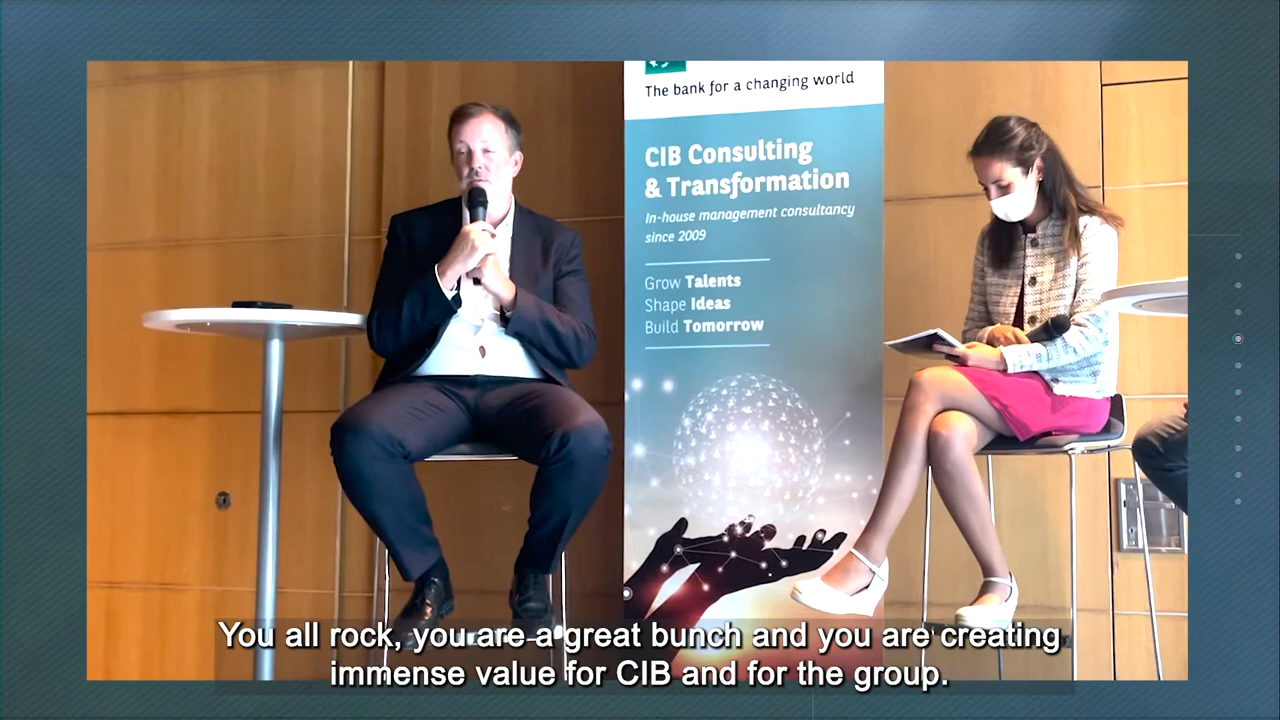 The bank for a changing world
CIB Consulting
& Transformation
In-house management consultancy
since 2009
Grow Talents
Shape Ideas
Build Tomorrow
You all rock, you are a great bunch and you are creating
immense value for CIB and for the group.